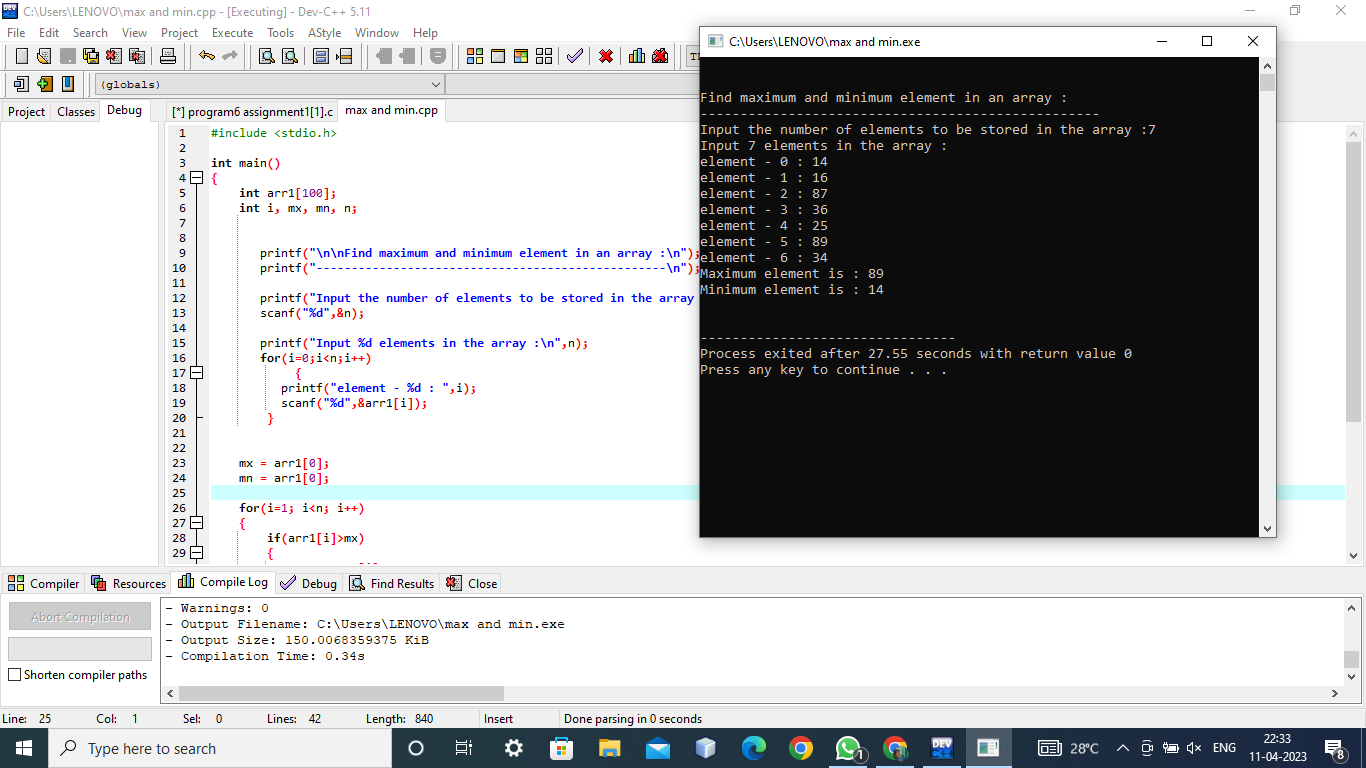 C:\Users\LENOVO\max and min.cpp - [Executing] - Dev-C++ 5.11
File Edit Search View Project Execute Tools AStyle Window Help
(globals)
Project Classes Debug
[*] program6 assignment1[1].c max and min.cpp
1 #include <stdio.h>
2
3 int main()
4 {
5 int arr1[100];
6 int i, mx, mn, n;
7
8
9 printf("\n\nFind maximum and minimum element in an array :\n");
10 printf("--------------------------------------------------\n");
11
12 printf("Input the number of elements to be stored in the array
13 scanf("%d",&n);
14
15 printf("Input %d elements in the array :\n",n);
16 for(i=0;i<n;i++)
17 {
18 printf("element - %d : ",i);
19 scanf("%d",&arr1[i]);
20 }
21
22
23 mx = arr1[0];
24 mn = arr1[0];
25
26 for(i=1; i<n; i++)
27 {
28 if(arr1[i]>mx)
29 {
C:\Users\LENOVO\max and min.exe
Find maximum and minimum element in an array :
--------------------------------------------------
Input the number of elements to be stored in the array :7
Input 7 elements in the array :
element - 0 : 14
element - 1 : 16
element - 2 : 87
element - 3 : 36
element - 4 : 25
element - 5 : 89
element - 6 : 34
Maximum element is : 89
Minimum element is : 14
--------------------------------
Process exited after 27.55 seconds with return value 0
Press any key to continue . . .
Compiler Resources Compile Log Debug Find Results Close
Abort Compilation
Shorten compiler paths
- Warnings: 0
- Output Filename: C:\Users\LENOVO\max and min.exe
- Output Size: 150.0068359375 KiB
- Compilation Time: 0.34s
Line: 25 Col: 1 Sel: 0 Lines: 42 Length: 840 Insert Done parsing in 0 seconds
Type here to search
DEV
1
28°C
ENG
22:33
11-04-2023
8